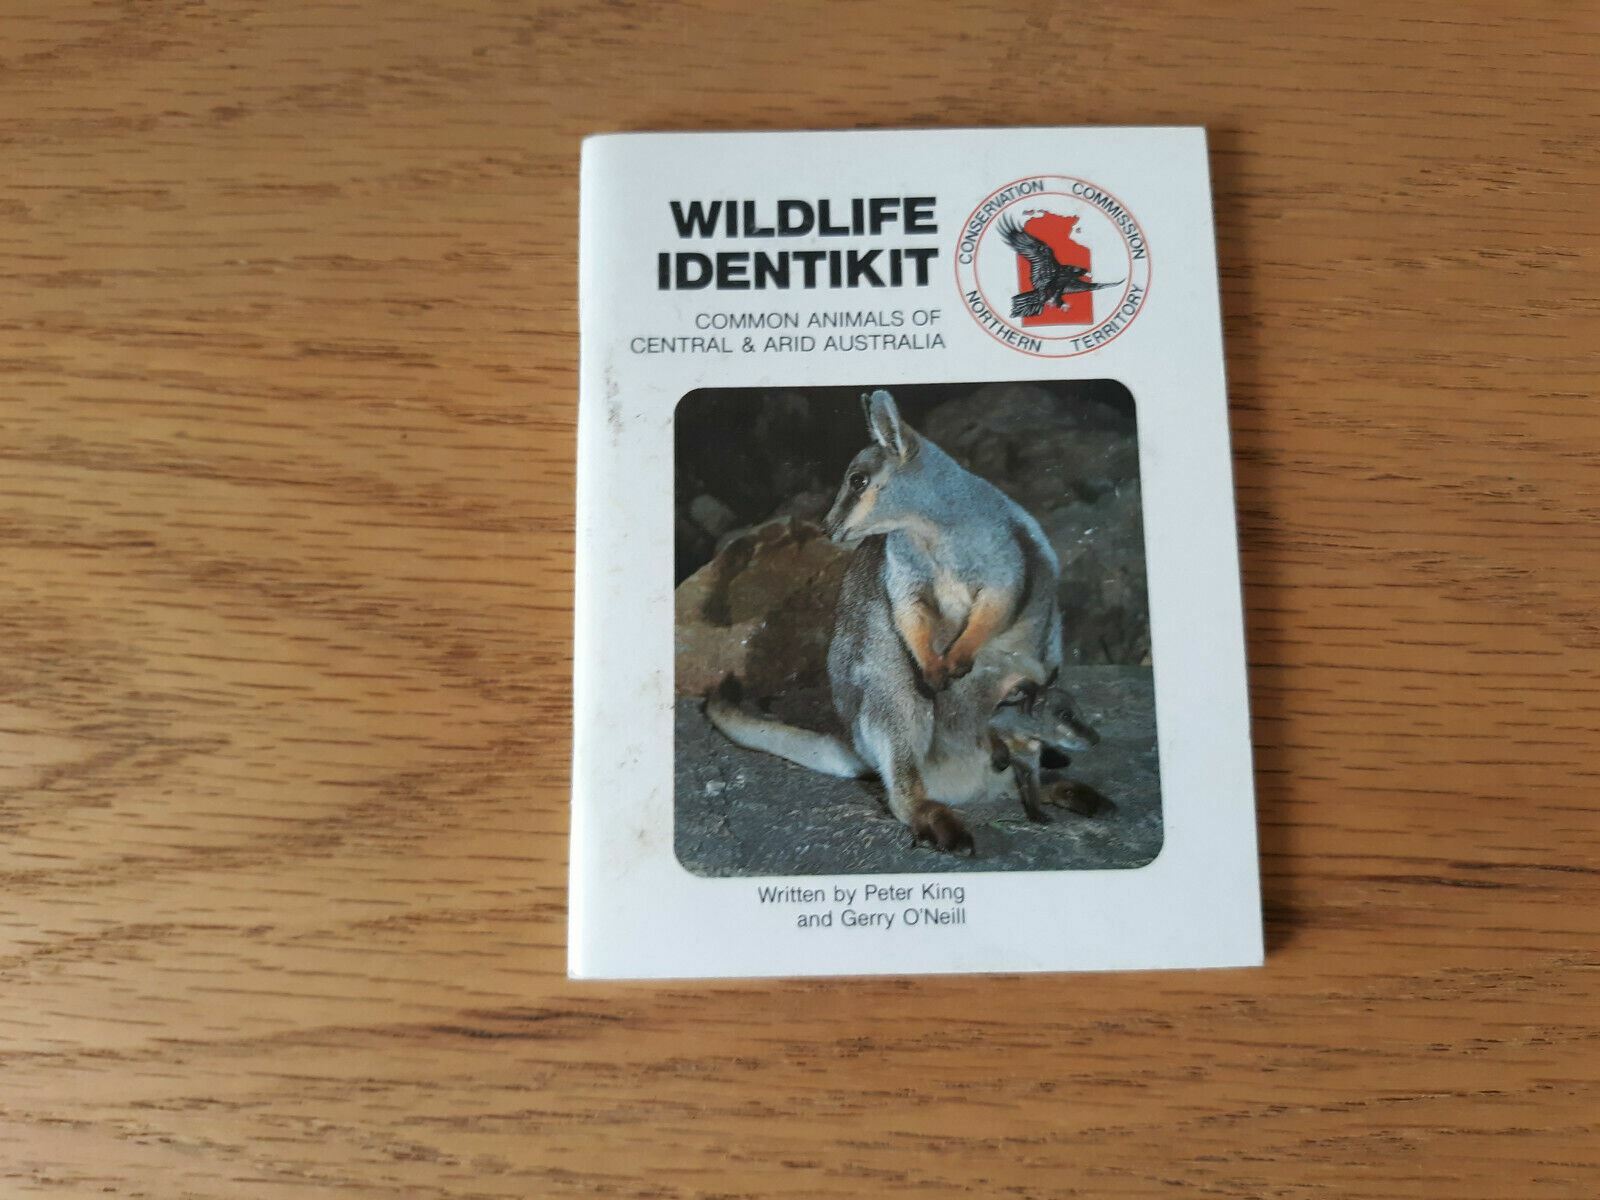 WILDLIFE
IDENTIKIT
COMMON ANIMALS OF
CENTRAL & ARID AUSTRALIA
CONSERVATION COMMISSION
NORTHERN TERRITORY
Written by Peter King
and Gerry O'Neill